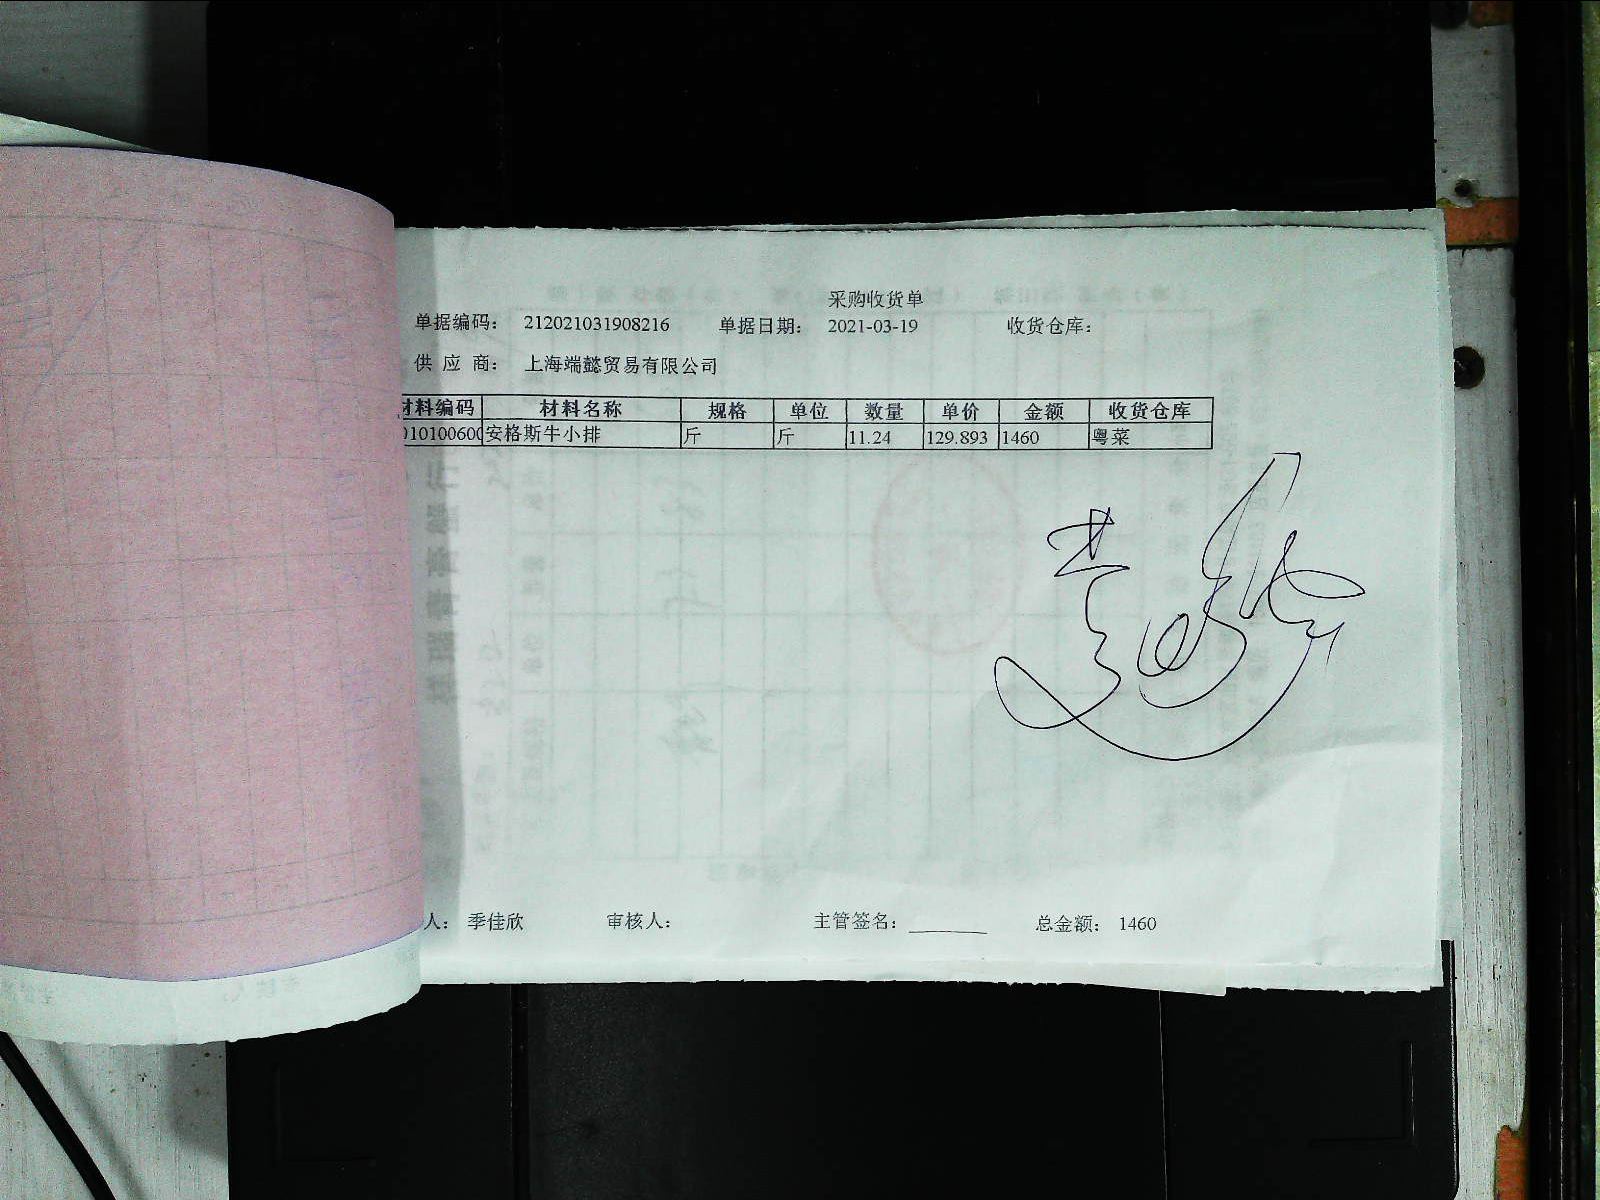 采购收货单
单据编码： 212021031908216 单据日期： 2021-03-19 收货仓库：
供 应 商： 上海端懿贸易有限公司
材料编码 材料名称 规格 单位 数量 单价 金额 收货仓库
010100600 安格斯牛小排 斤 斤 11.24 129.893 1460 粤菜
人： 季佳欣 审核人： 主管签名： 总金额： 1460